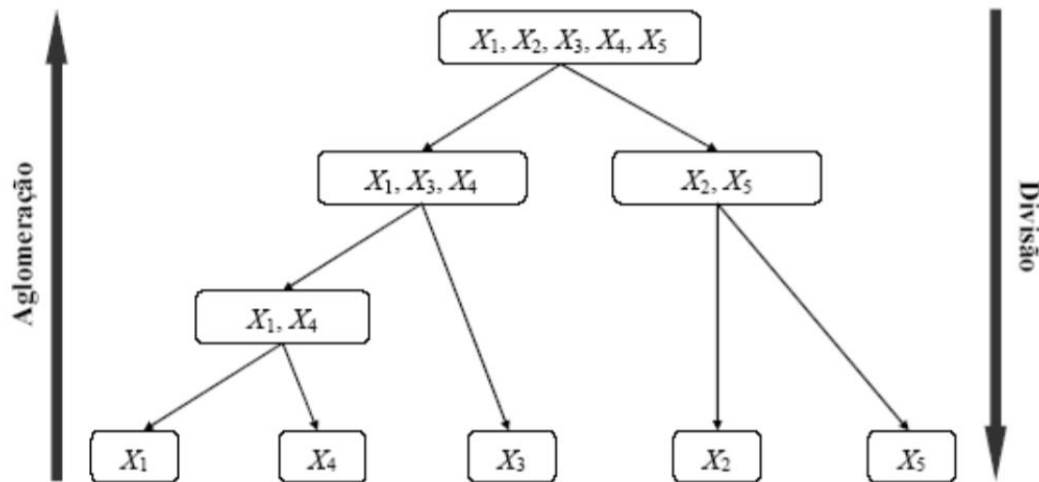 X₁, X₂, X₃, X₄, X₅
X₁, X₃, X₄
X₂, X₅
Aglomeração
Divisão
X₁, X₄
X₁
X₄
X₃
X₂
X₅